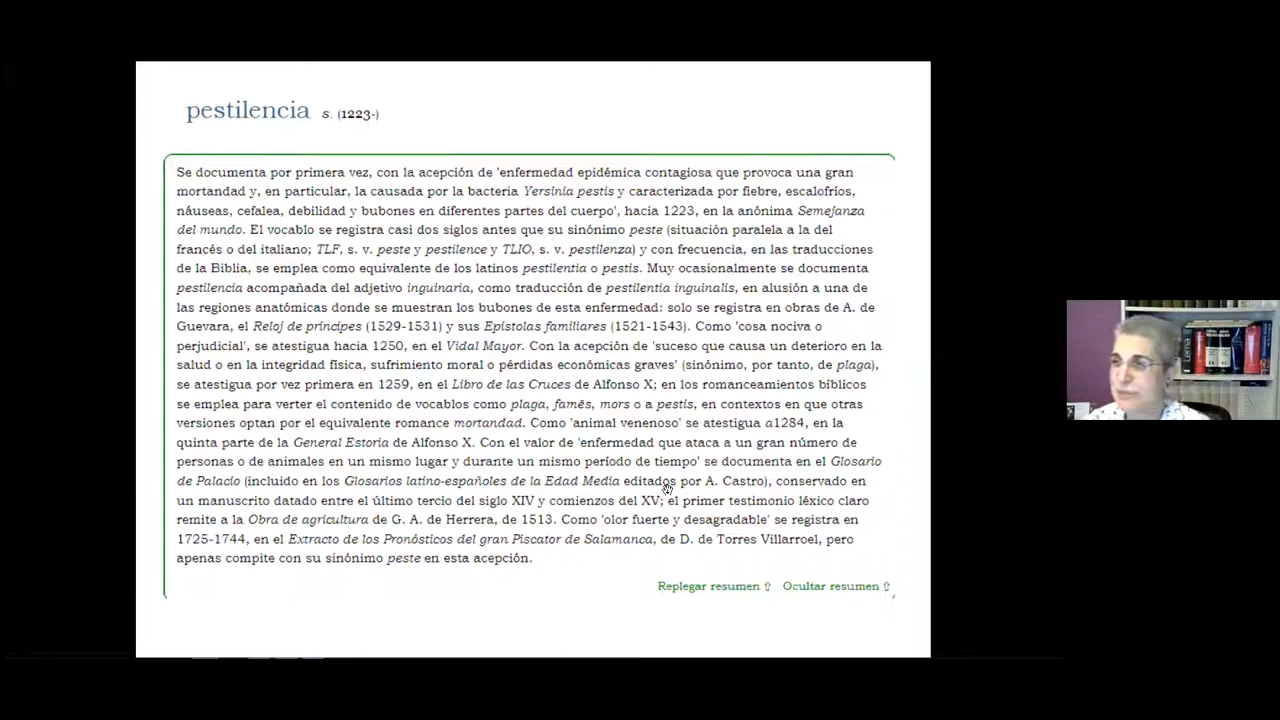 pestilencia s. (1223-)
Se documenta por primera vez, con la acepción de 'enfermedad epidémica contagiosa que provoca una gran
mortandad y, en particular, la causada por la bacteria Yersinia pestis y caracterizada por fiebre, escalofríos,
náuseas, cefalea, debilidad y bubones en diferentes partes del cuerpo', hacia 1223, en la anónima Semejanza
del mundo. El vocablo se registra casi dos siglos antes que su sinónimo peste (situación paralela a la del
francés o del italiano; TLF, s. v. peste y pestilence y TLIO, s. v. pestilenza) y con frecuencia, en las traducciones
de la Biblia, se emplea como equivalente de los latinos pestilentia o pestis. Muy ocasionalmente se documenta
pestilencia acompañada del adjetivo inguinaria, como traducción de pestilentia inguinalis, en alusión a una de
las regiones anatómicas donde se muestran los bubones de esta enfermedad: solo se registra en obras de A. de
Guevara, el Reloj de príncipes (1529-1531) y sus Epístolas familiares (1521-1543). Como 'cosa nociva o
perjudicial', se atestigua hacia 1250, en el Vidal Mayor. Con la acepción de 'suceso que causa un deterioro en la
salud o en la integridad física, sufrimiento moral o pérdidas económicas graves' (sinónimo, por tanto, de plaga),
se atestigua por vez primera en 1259, en el Libro de las Cruces de Alfonso X; en los romanceamientos bíblicos
se emplea para verter el contenido de vocablos como plaga, famēs, mors o a pestis, en contextos en que otras
versiones optan por el equivalente romance mortandad. Como 'animal venenoso' se atestigua a1284, en la
quinta parte de la General Estoria de Alfonso X. Con el valor de 'enfermedad que ataca a un gran número de
personas o de animales en un mismo lugar y durante un mismo período de tiempo' se documenta en el Glosario
de Palacio (incluido en los Glosarios latino-españoles de la Edad Media editados por A. Castro), conservado en
un manuscrito datado entre el último tercio del siglo XIV y comienzos del XV; el primer testimonio léxico claro
remite a la Obra de agricultura de G. A. de Herrera, de 1513. Como 'olor fuerte y desagradable' se registra en
1725-1744, en el Extracto de los Pronósticos del gran Piscator de Salamanca, de D. de Torres Villarroel, pero
apenas compite con su sinónimo peste en esta acepción.
Replegar resumen ⇧ Ocultar resumen ⇧